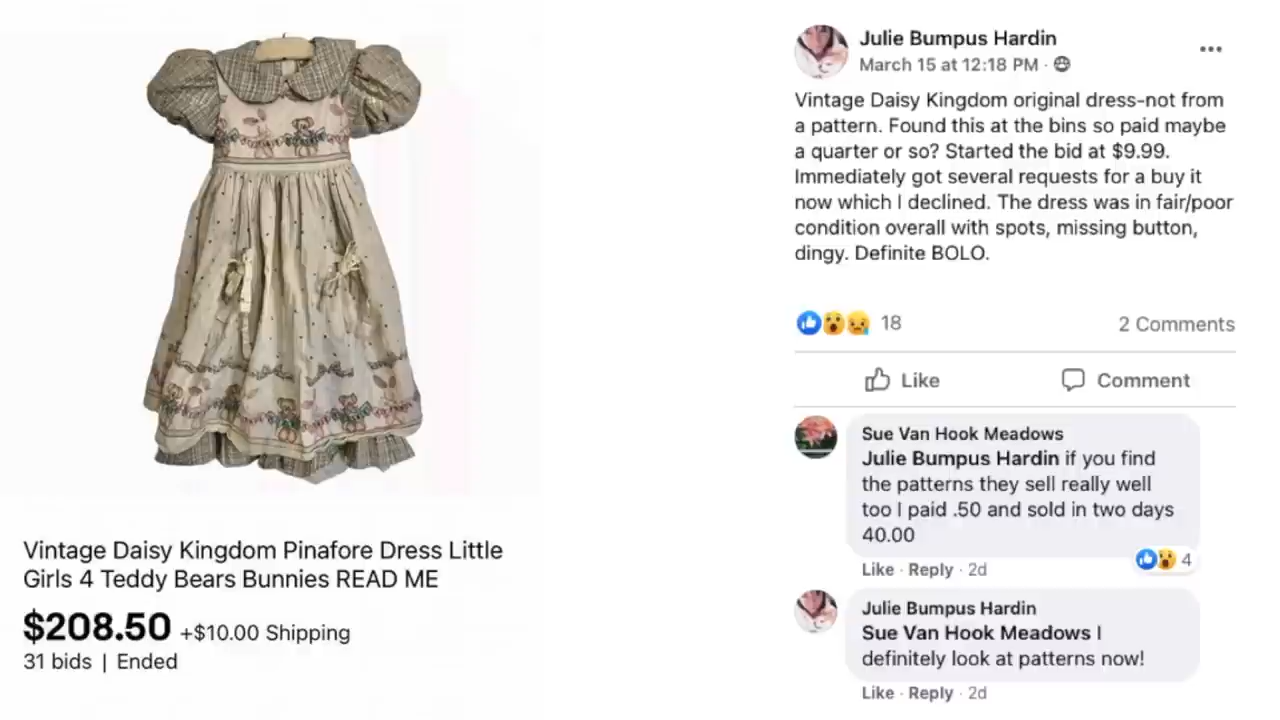 Vintage Daisy Kingdom Pinafore Dress Little
Girls 4 Teddy Bears Bunnies READ ME
$208.50 +$10.00 Shipping
31 bids | Ended
Julie Bumpus Hardin
March 15 at 12:18 PM ·
Vintage Daisy Kingdom original dress-not from
a pattern. Found this at the bins so paid maybe
a quarter or so? Started the bid at $9.99.
Immediately got several requests for a buy it
now which I declined. The dress was in fair/poor
condition overall with spots, missing button,
dingy. Definite BOLO.
18 2 Comments
Like Comment
Sue Van Hook Meadows
Julie Bumpus Hardin if you find
the patterns they sell really well
too I paid .50 and sold in two days
40.00
4
Like · Reply · 2d
Julie Bumpus Hardin
Sue Van Hook Meadows I
definitely look at patterns now!
Like · Reply · 2d